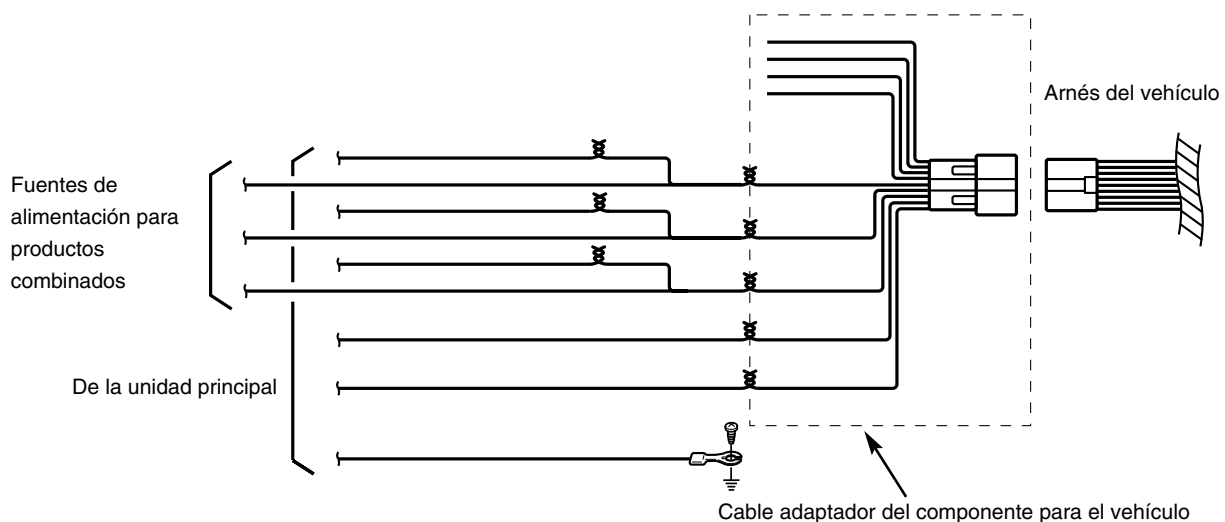 Arnés del vehículo
Fuentes de
alimentación para
productos
combinados
De la unidad principal
Cable adaptador del componente para el vehículo